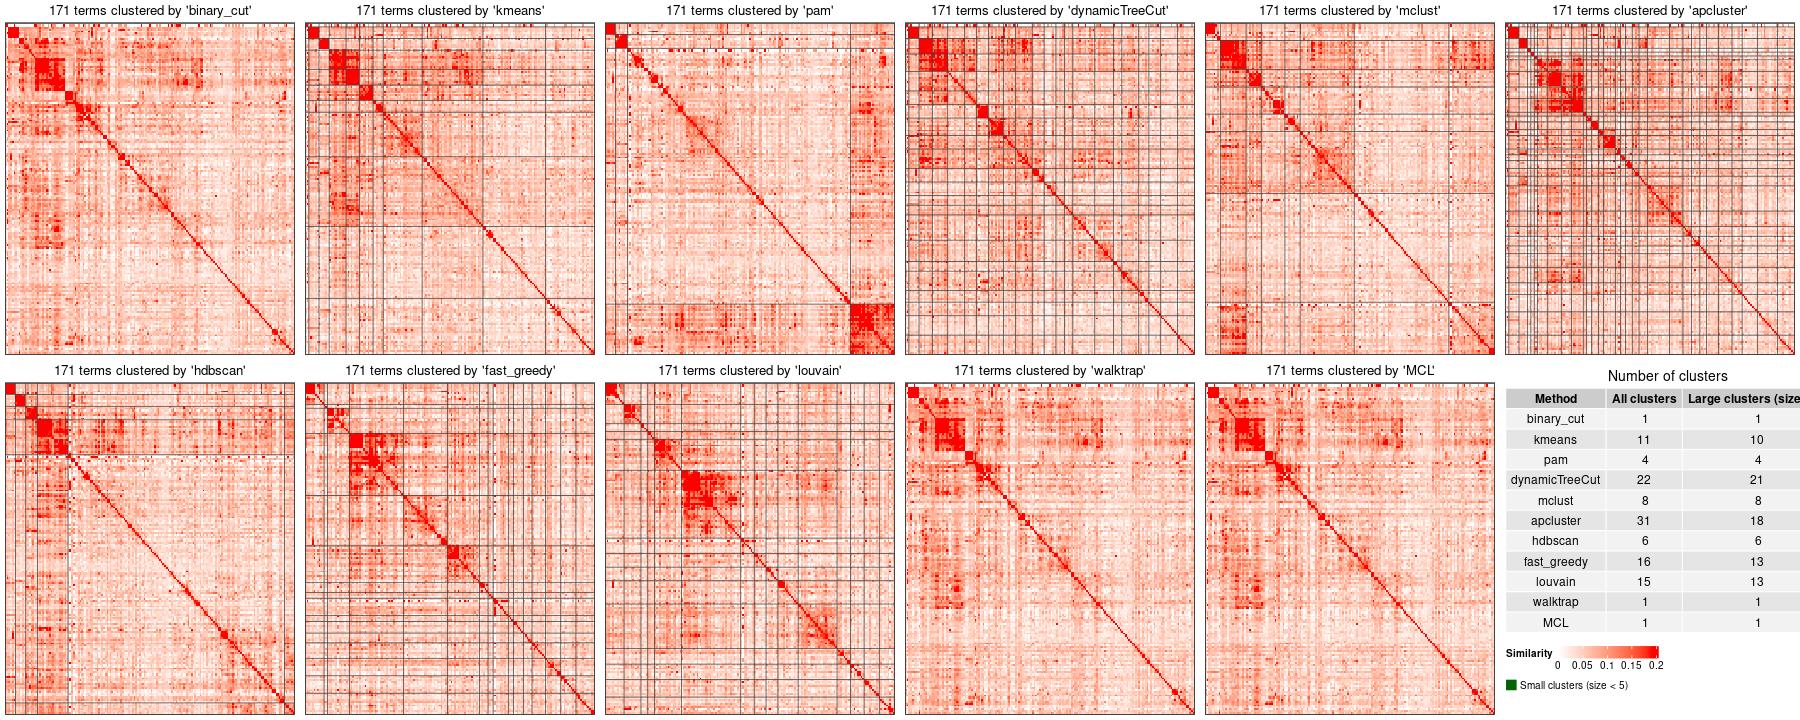 171 terms clustered by 'binary_cut'
171 terms clustered by 'kmeans'
171 terms clustered by 'pam'
171 terms clustered by 'dynamicTreeCut'
171 terms clustered by 'mclust'
171 terms clustered by 'apcluster'
171 terms clustered by 'hdbscan'
171 terms clustered by 'fast_greedy'
171 terms clustered by 'louvain'
171 terms clustered by 'walktrap'
171 terms clustered by 'MCL'
Number of clusters
Method All clusters Large clusters (size
binary_cut 1 1
kmeans 11 10
pam 4 4
dynamicTreeCut 22 21
mclust 8 8
apcluster 31 18
hdbscan 6 6
fast_greedy 16 13
louvain 15 13
walktrap 1 1
MCL 1 1
Similarity
0 0.05 0.1 0.15 0.2
Small clusters (size < 5)